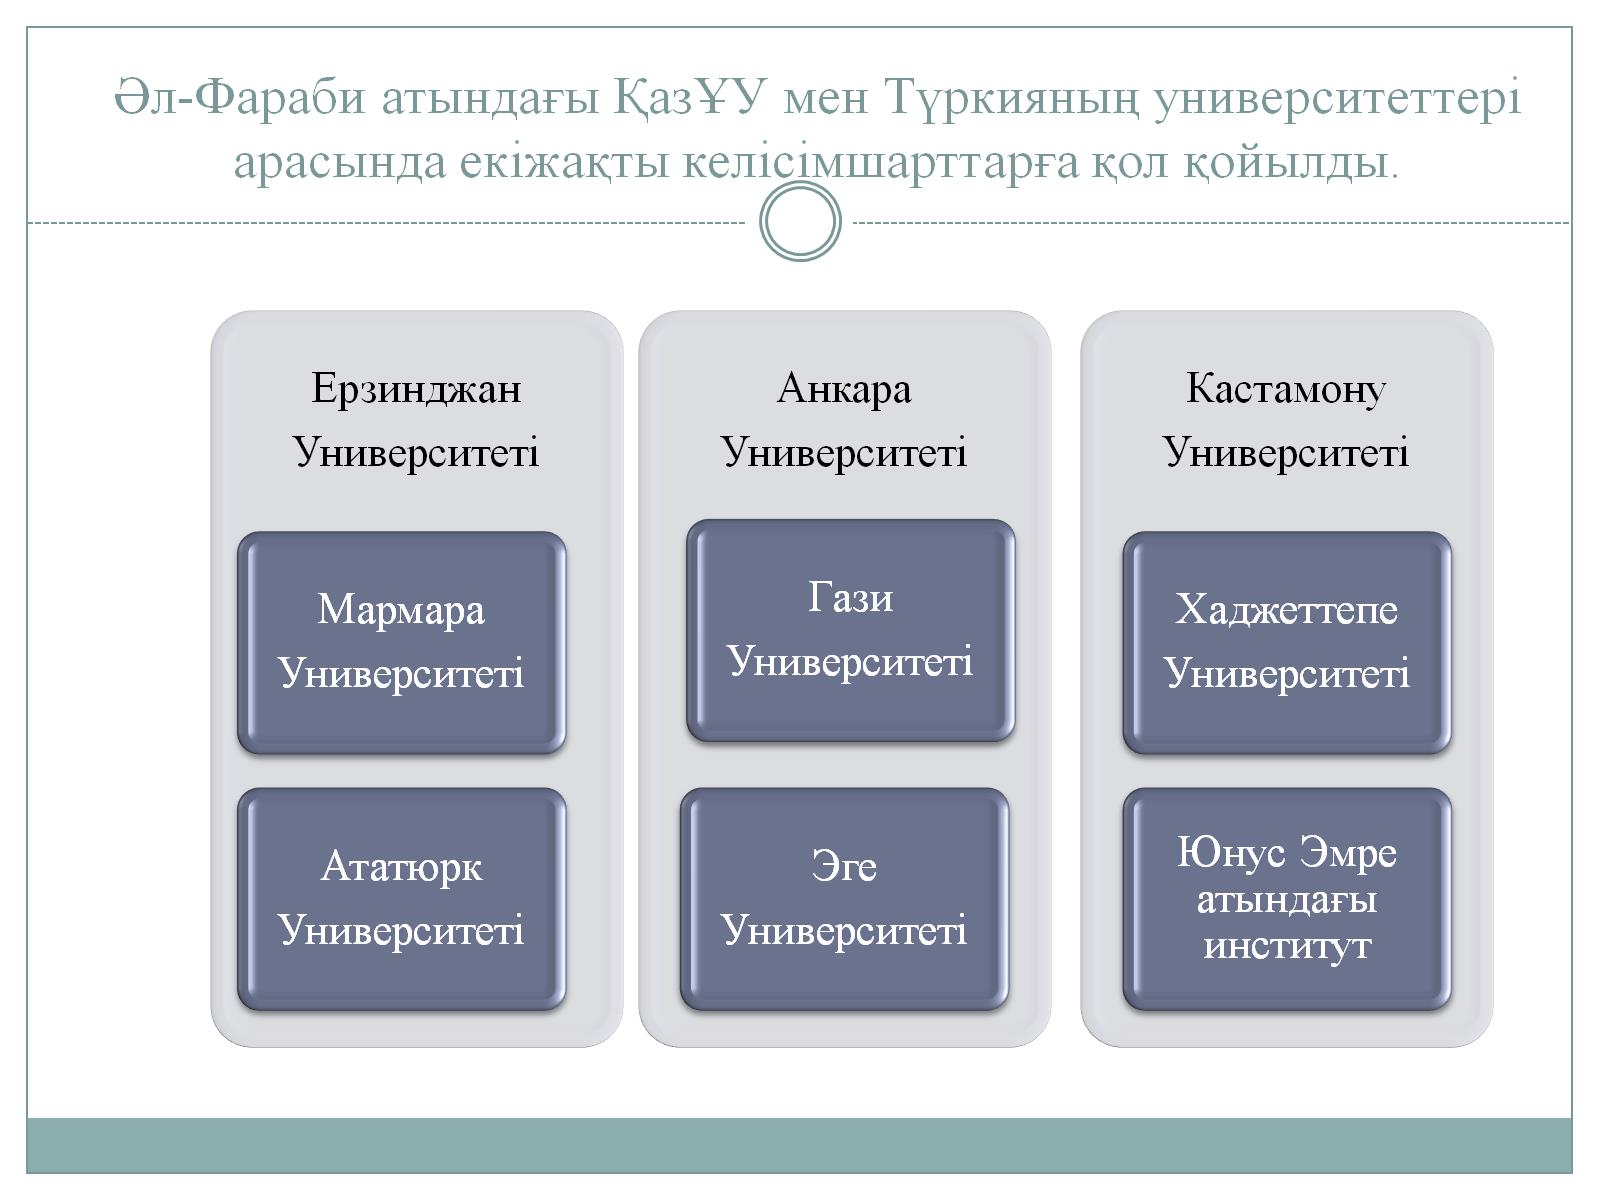 Әл-Фараби атындағы ҚазҰУ мен Түркияның университеттері
арасында екіжақты келісімшарттарға қол қойылды.
Ерзинджан
Университеті
Мармара
Университеті
Ататюрк
Университеті
Анкара
Университеті
Гази
Университеті
Эге
Университеті
Кастамону
Университеті
Хаджеттепе
Университеті
Юнус Эмре
атындағы
институт